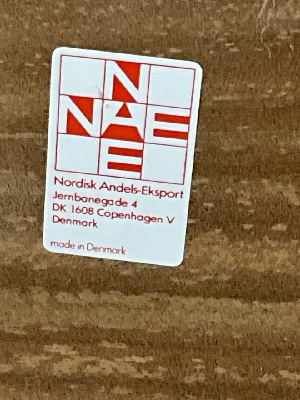 N
NAE
E
Nordisk Andels-Eksport
Jernbanegade 4
DK 1608 Copenhagen V
Denmark
made in Denmark